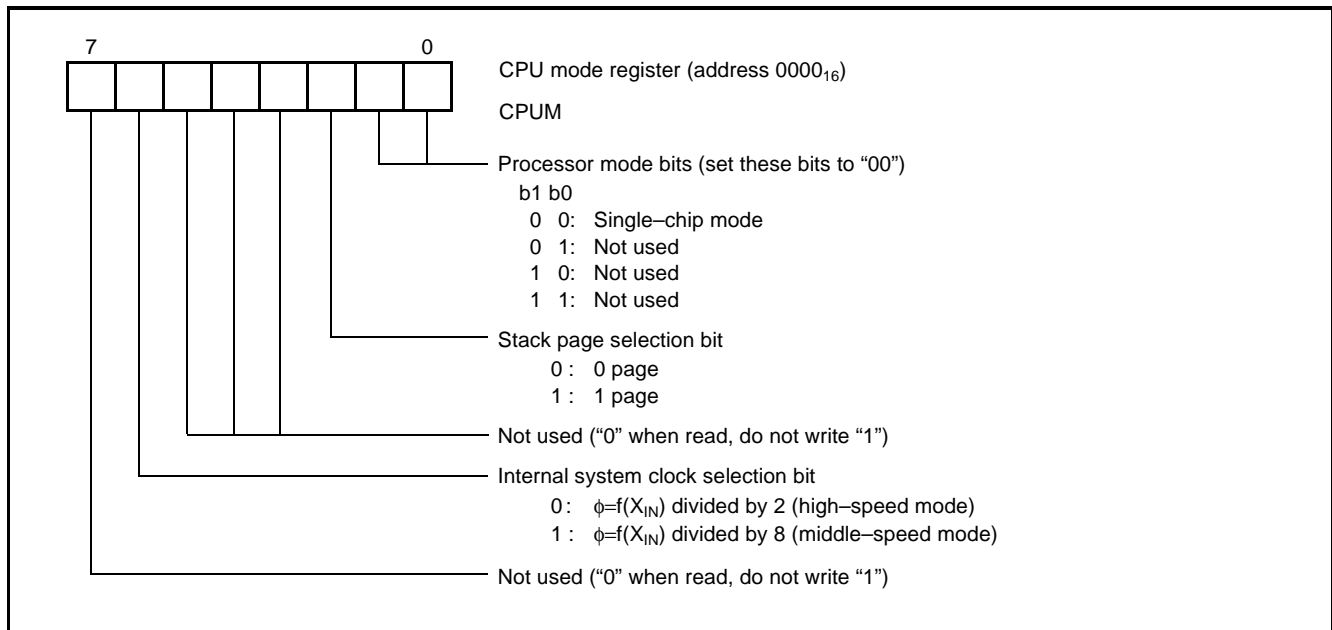 7 0
CPU mode register (address 0000₁₆)
CPUM
Processor mode bits (set these bits to “00”)
b1 b0
0 0: Single–chip mode
0 1: Not used
1 0: Not used
1 1: Not used
Stack page selection bit
0 : 0 page
1 : 1 page
Not used (“0” when read, do not write “1”)
Internal system clock selection bit
0 : ϕ=f(X_IN) divided by 2 (high–speed mode)
1 : ϕ=f(X_IN) divided by 8 (middle–speed mode)
Not used (“0” when read, do not write “1”)